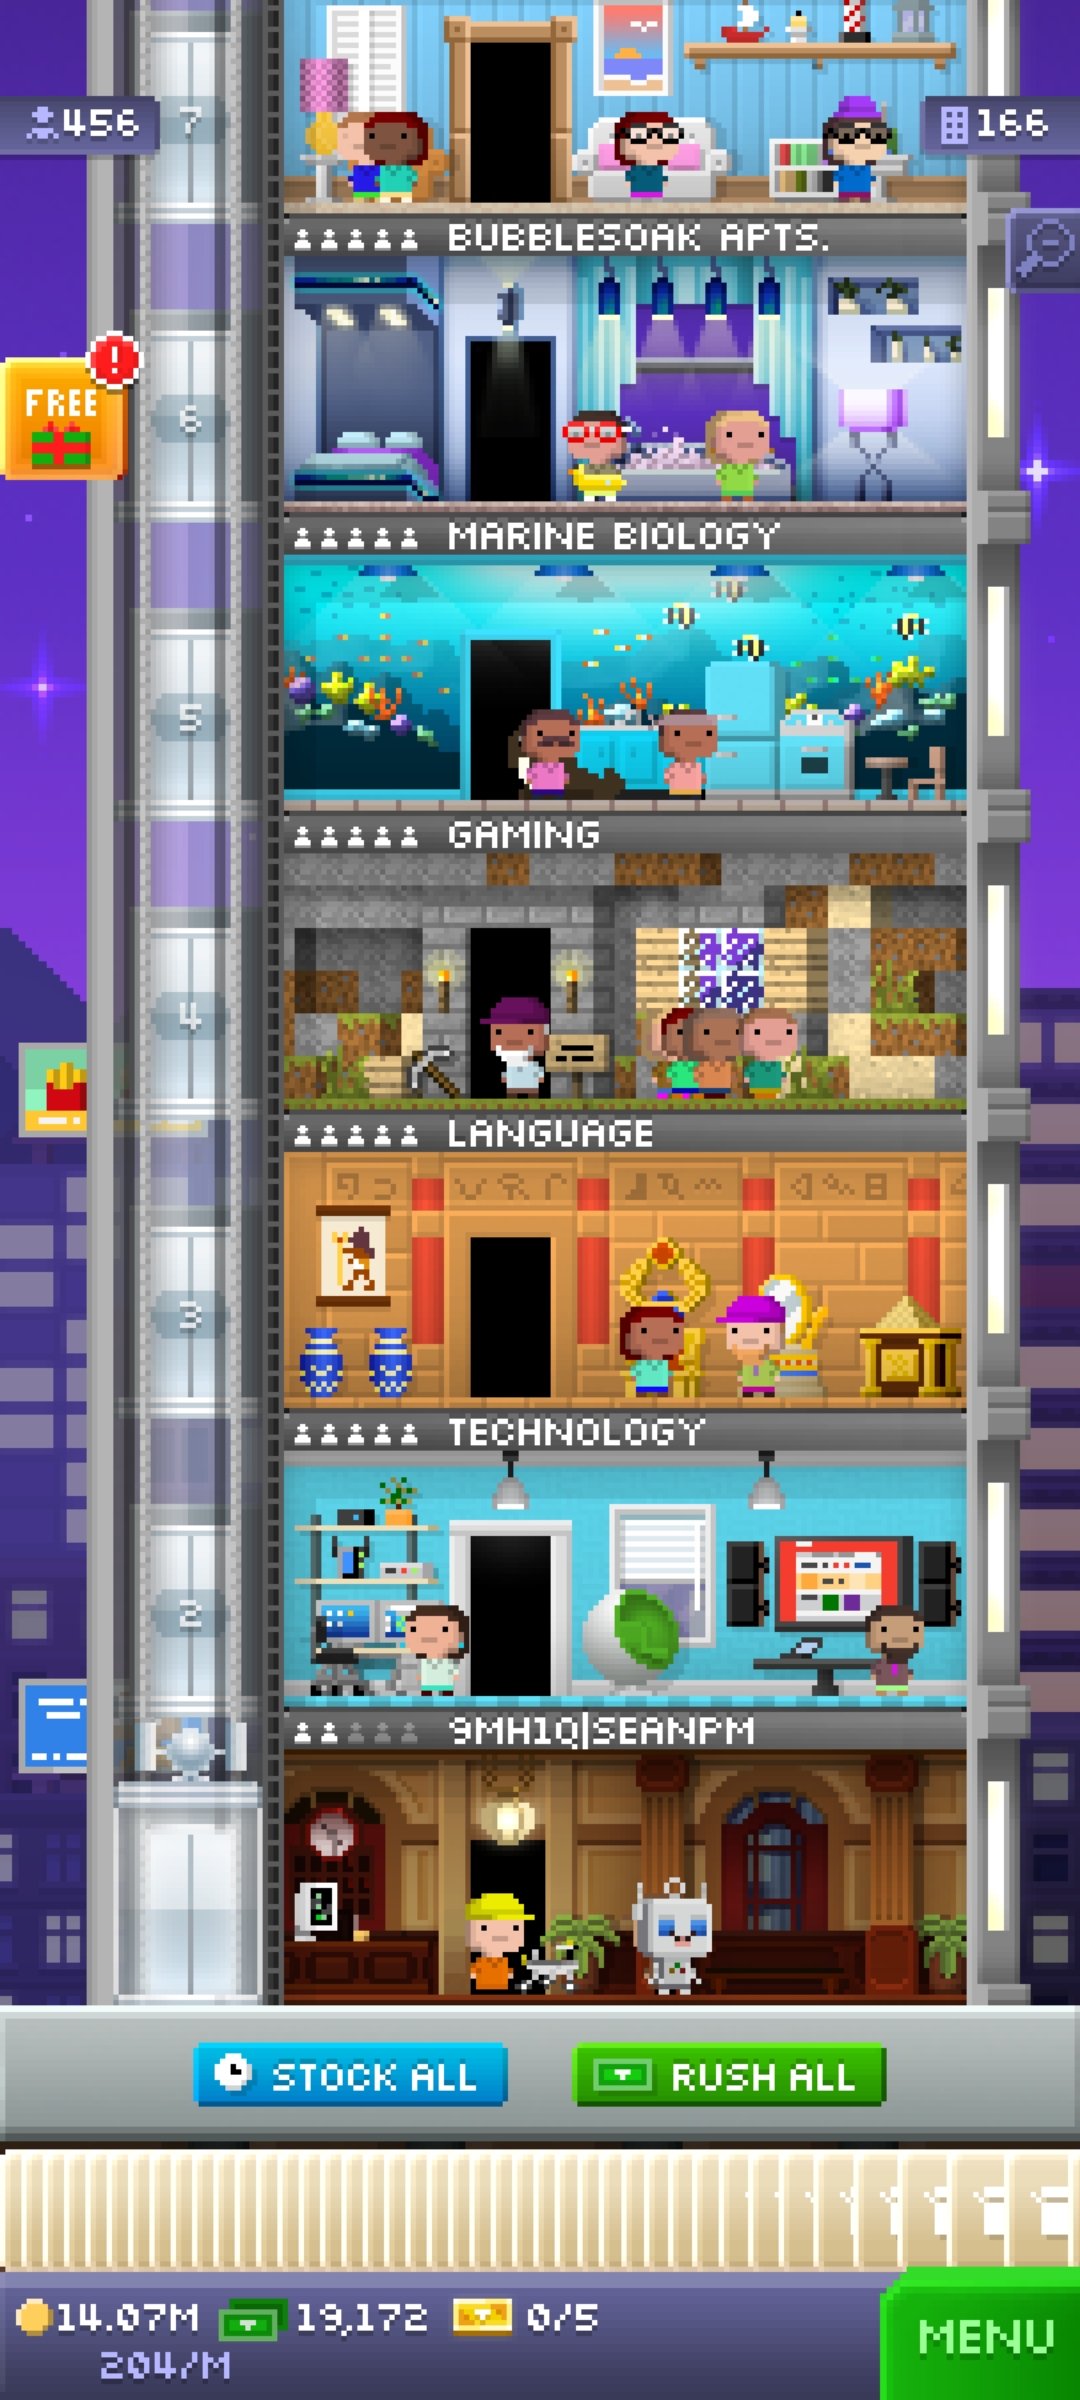 7
456
166
BUBBLESOAK APTS.
FREE
!
6
MARINE BIOLOGY
5
GAMING
4
LANGUAGE
3
TECHNOLOGY
2
9MH1Q|SEANPM
STOCK ALL
RUSH ALL
14.07M
19,172
0/5
204/M
MENU